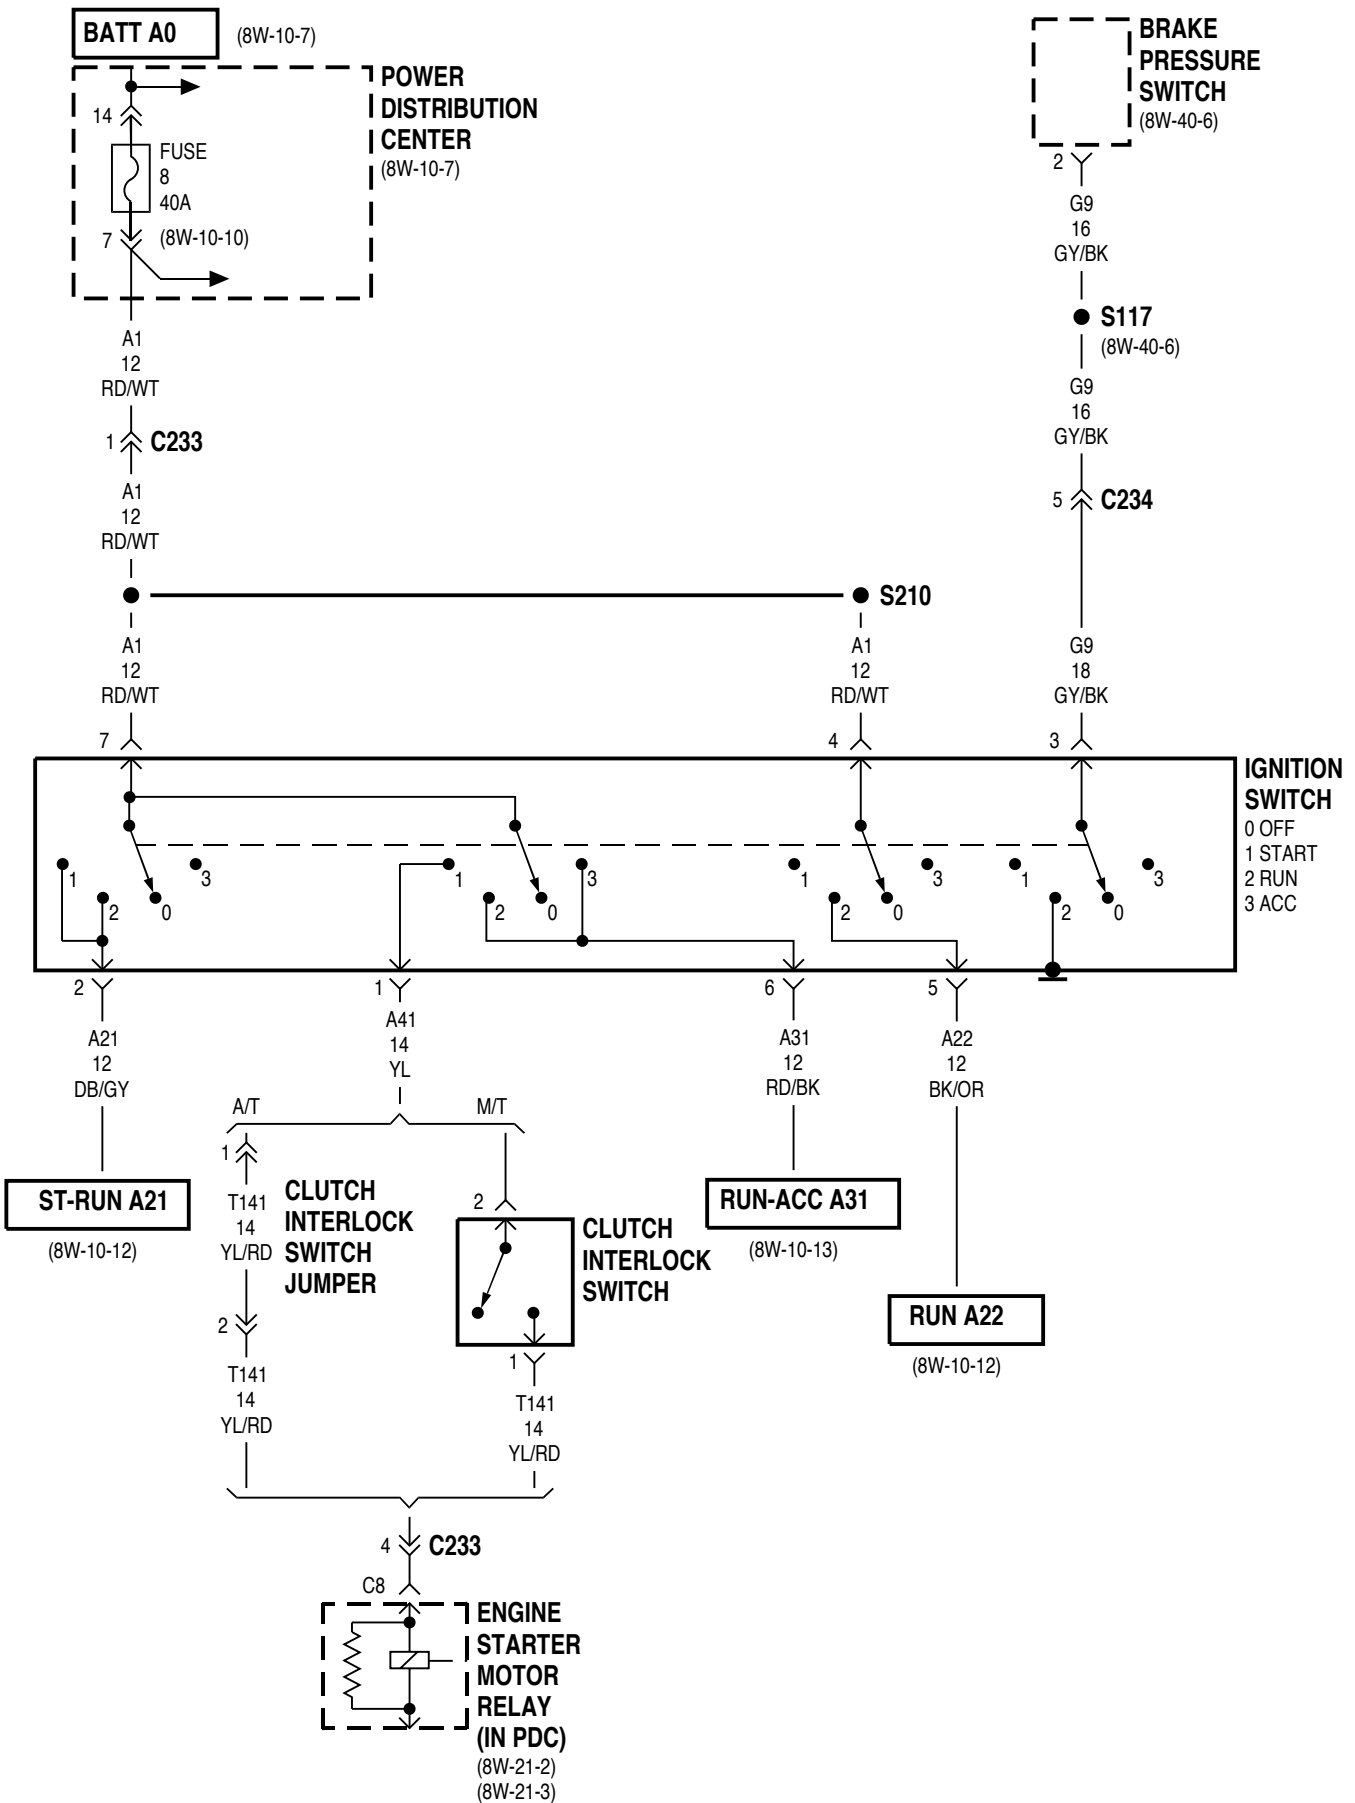 BATT A0
(8W-10-7)
POWER
DISTRIBUTION
CENTER
(8W-10-7)
14
FUSE
8
40A
7
(8W-10-10)
A1
12
RD/WT
1
C233
A1
12
RD/WT
S210
A1
12
RD/WT
7
A1
12
RD/WT
4
BRAKE
PRESSURE
SWITCH
(8W-40-6)
2
G9
16
GY/BK
S117
(8W-40-6)
G9
16
GY/BK
5
C234
G9
18
GY/BK
3
IGNITION
SWITCH
0 OFF
1 START
2 RUN
3 ACC
1
2
0
3
1
2
0
3
1
2
0
3
1
2
0
3
2
A21
12
DB/GY
ST-RUN A21
(8W-10-12)
1
A41
14
YL
A/T
M/T
1
T141
14
YL/RD
CLUTCH
INTERLOCK
SWITCH
JUMPER
2
T141
14
YL/RD
2
CLUTCH
INTERLOCK
SWITCH
1
T141
14
YL/RD
6
A31
12
RD/BK
RUN-ACC A31
(8W-10-13)
5
A22
12
BK/OR
RUN A22
(8W-10-12)
4
C233
C8
ENGINE
STARTER
MOTOR
RELAY
(IN PDC)
(8W-21-2)
(8W-21-3)